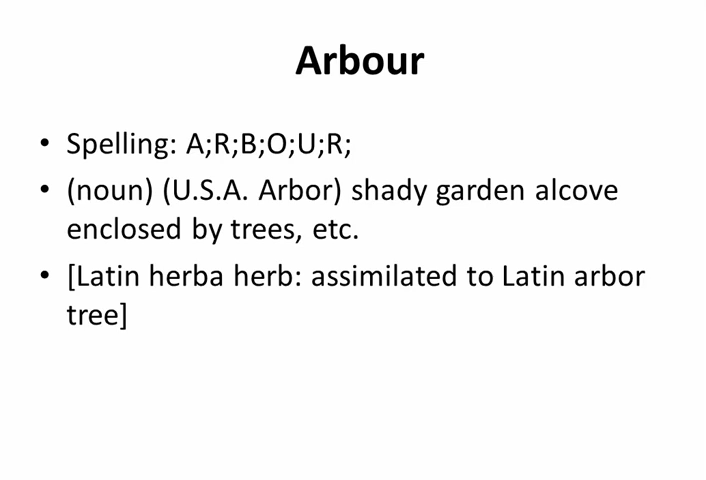 Arbour
• Spelling: A;R;B;O;U;R;
• (noun) (U.S.A. Arbor) shady garden alcove
enclosed by trees, etc.
• [Latin herba herb: assimilated to Latin arbor
tree]